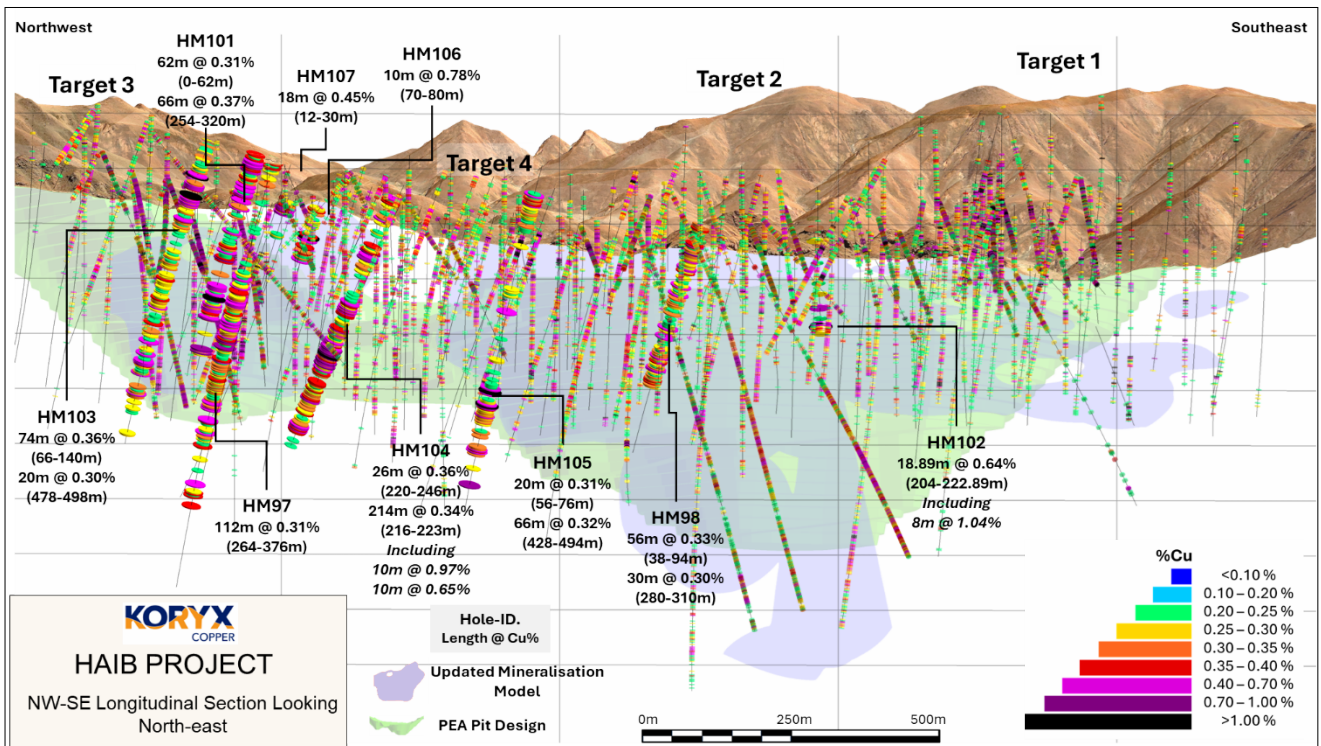 Northwest
Southeast
HM101
62m @ 0.31%
(0-62m)
66m @ 0.37%
(254-320m)
HM107
18m @ 0.45%
(12-30m)
HM106
10m @ 0.78%
(70-80m)
Target 3
Target 4
Target 2
Target 1
HM103
74m @ 0.36%
(66-140m)
20m @ 0.30%
(478-498m)
HM97
112m @ 0.31%
(264-376m)
HM104
26m @ 0.36%
(220-246m)
214m @ 0.34%
(216-223m)
Including
10m @ 0.97%
10m @ 0.65%
HM105
20m @ 0.31%
(56-76m)
66m @ 0.32%
(428-494m)
HM98
56m @ 0.33%
(38-94m)
30m @ 0.30%
(280-310m)
HM102
18.89m @ 0.64%
(204-222.89m)
Including
8m @ 1.04%
KORYX
COPPER
HAIB PROJECT
NW-SE Longitudinal Section Looking
North-east
Hole-ID.
Length @ Cu%
Updated Mineralisation
Model
PEA Pit Design
0m
250m
500m
%Cu
<0.10 %
0.10 – 0.20 %
0.20 – 0.25 %
0.25 – 0.30 %
0.30 – 0.35 %
0.35 – 0.40 %
0.40 – 0.70 %
0.70 – 1.00 %
>1.00 %